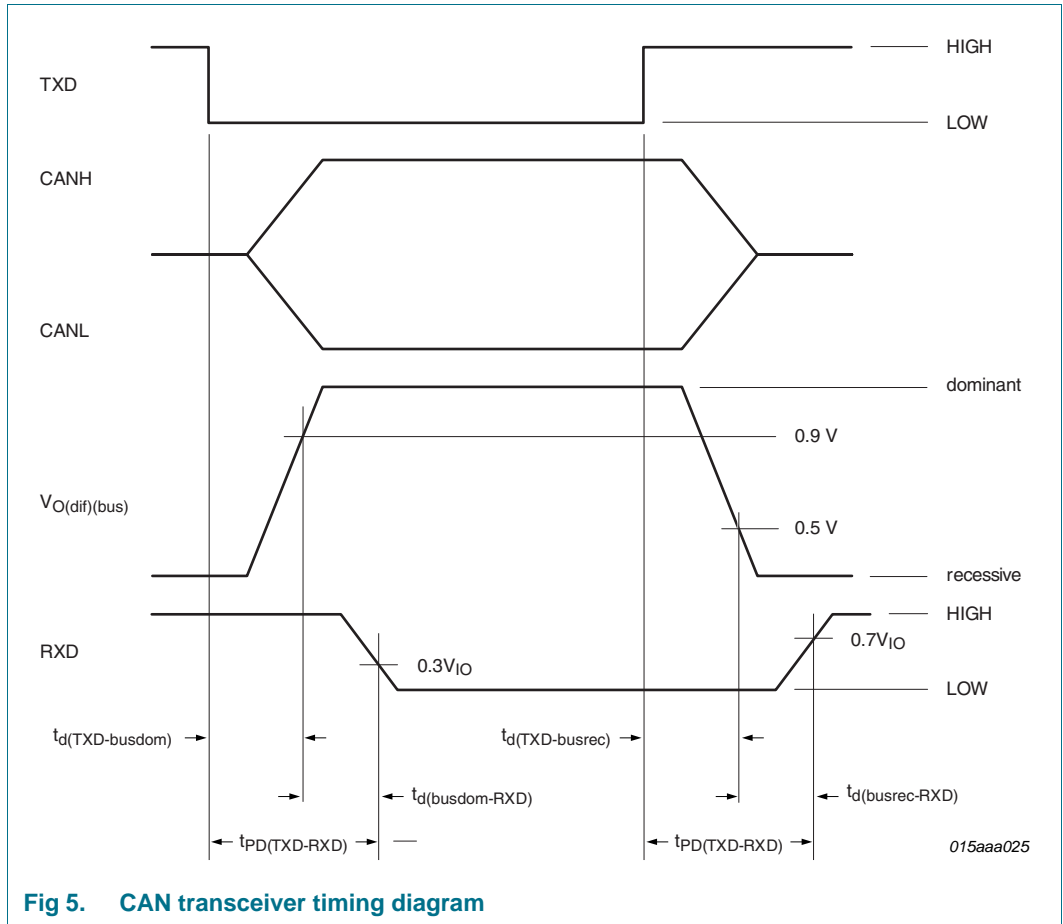 HIGH
TXD
LOW
CANH
CANL
dominant
0.9 V
VO(dif)(bus)
0.5 V
recessive
HIGH
RXD
0.7VIO
0.3VIO
LOW
td(TXD-busdom)
td(TXD-busrec)
td(busdom-RXD)
td(busrec-RXD)
tPD(TXD-RXD)
tPD(TXD-RXD)
015aaa025
Fig 5. CAN transceiver timing diagram